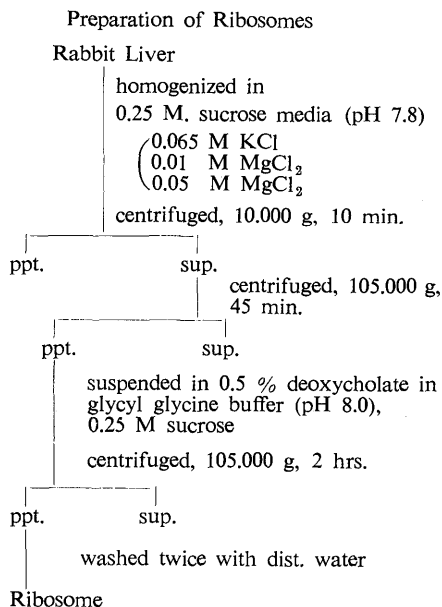 Preparation of Ribosomes
Rabbit Liver
homogenized in
0.25 M. sucrose media (pH 7.8)
0.065 M KCl
0.01 M MgCl₂
0.05 M MgCl₂
centrifuged, 10.000 g, 10 min.
ppt. sup.
centrifuged, 105.000 g,
45 min.
ppt. sup.
suspended in 0.5 % deoxycholate in
glycyl glycine buffer (pH 8.0),
0.25 M sucrose
centrifuged, 105.000 g, 2 hrs.
ppt. sup.
washed twice with dist. water
Ribosome